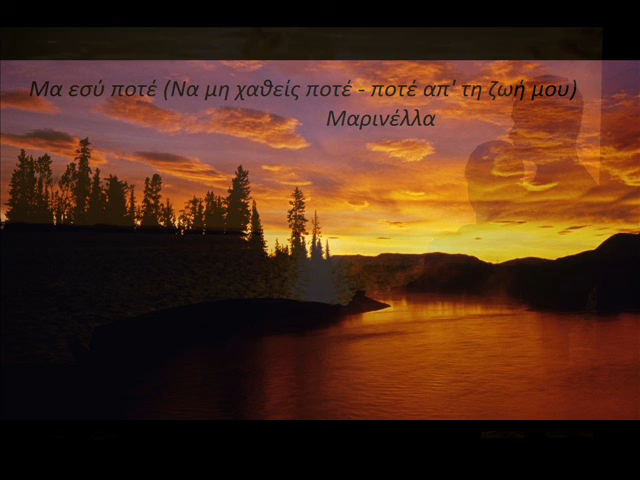 Μα εσύ ποτέ (Να μη χαθείς ποτέ - ποτέ απ' τη ζωή μου)
Μαρινέλλα